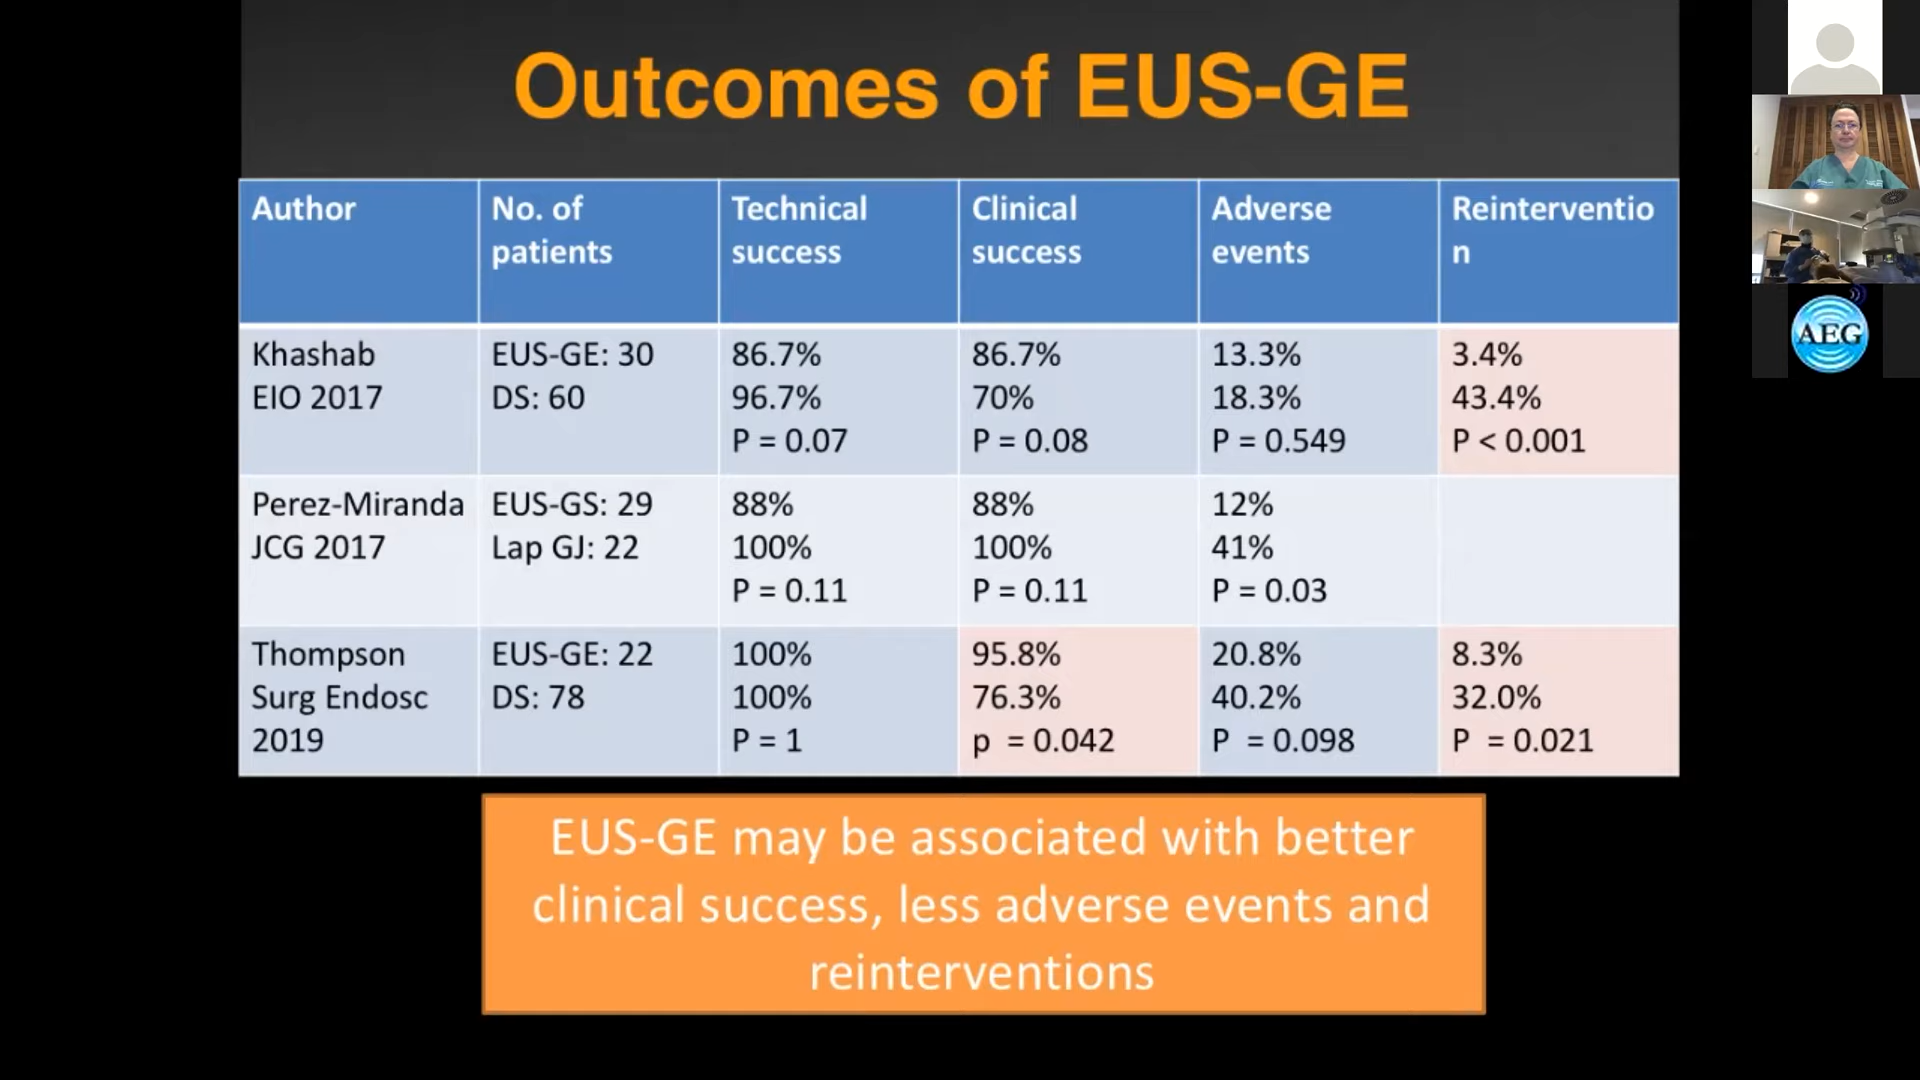 Outcomes of EUS-GE
Author
No. of
patients
Technical
success
Clinical
success
Adverse
events
Reinterventio
n
Khashab
EIO 2017
EUS-GE: 30
DS: 60
86.7%
96.7%
P = 0.07
86.7%
70%
P = 0.08
13.3%
18.3%
P = 0.549
3.4%
43.4%
P < 0.001
Perez-Miranda
JCG 2017
EUS-GS: 29
Lap GJ: 22
88%
100%
P = 0.11
88%
100%
P = 0.11
12%
41%
P = 0.03
Thompson
Surg Endosc
2019
EUS-GE: 22
DS: 78
100%
100%
P = 1
95.8%
76.3%
p = 0.042
20.8%
40.2%
P = 0.098
8.3%
32.0%
P = 0.021
EUS-GE may be associated with better
clinical success, less adverse events and
reinterventions
AEG